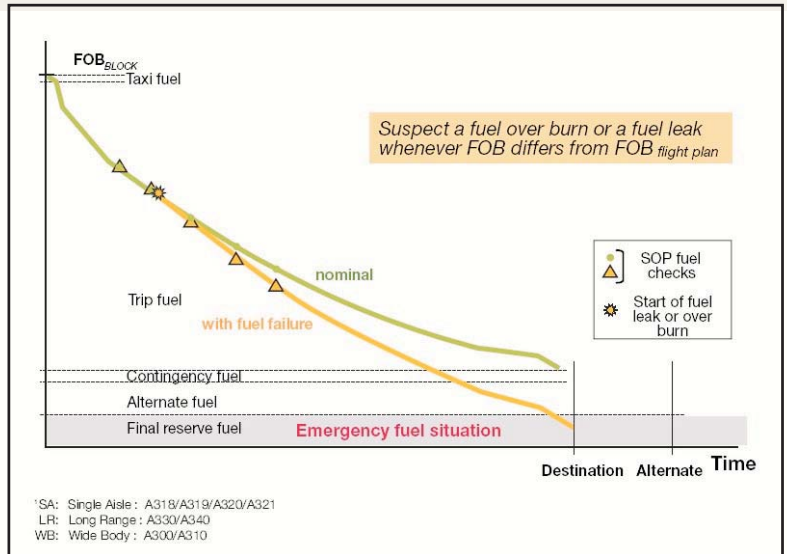 FOB BLOCK
Taxi fuel
Suspect a fuel over burn or a fuel leak
whenever FOB differs from FOB flight plan
SOP fuel
checks
nominal
Start of fuel
leak or over
burn
Trip fuel
with fuel failure
Contingency fuel
Alternate fuel
Final reserve fuel
Emergency fuel situation
Destination
Alternate
Time
SA: Single Aisle : A318/A319/A320/A321
LR: Long Range : A330/A340
WB: Wide Body : A300/A310